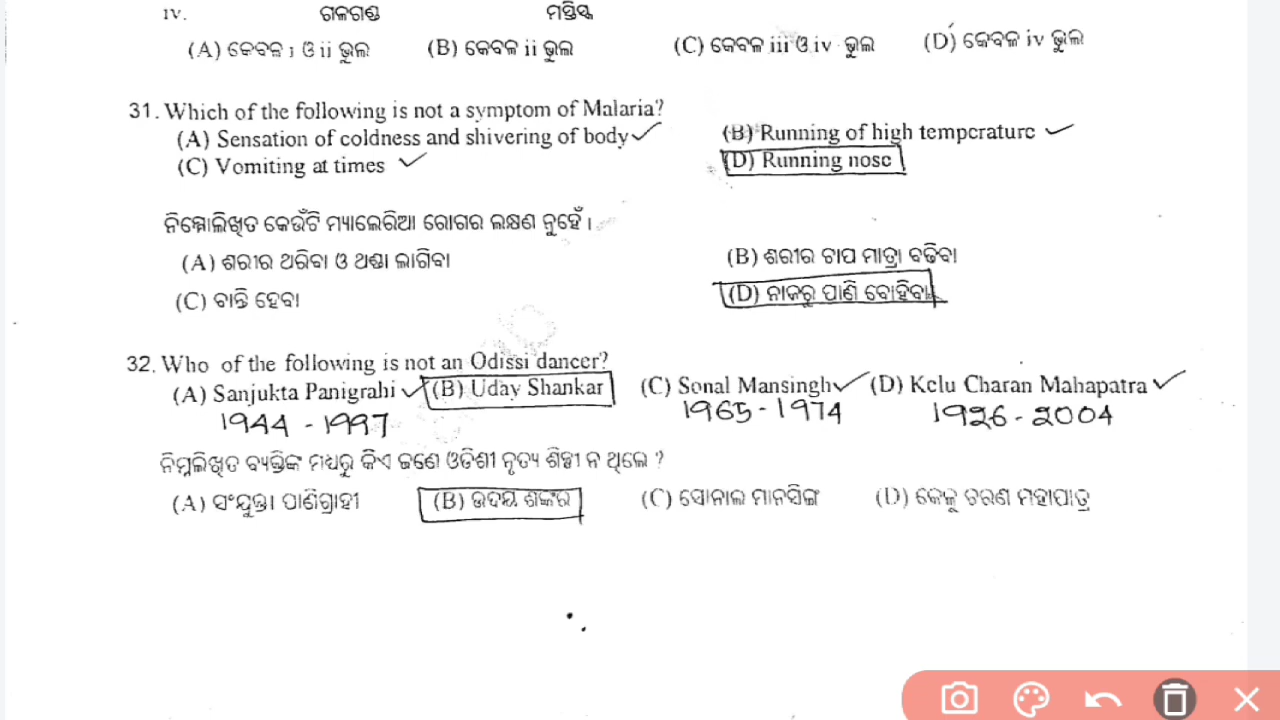 iv. ଗଳଗଣ୍ଡ ମସ୍ତିସ୍କ
(A) କେବଳ i ଓ ii ଭୁଲ (B) କେବଳ ii ଭୁଲ (C) କେବଳ iii ଓ iv ଭୁଲ (D) କେବଳ iv ଭୁଲ
31. Which of the following is not a symptom of Malaria?
(A) Sensation of coldness and shivering of body (B) Running of high temperature
(C) Vomiting at times (D) Running nose
ନିମ୍ନୋଲିଖିତ କେଉଁଟି ମ୍ୟାଲେରିଆ ରୋଗର ଲକ୍ଷଣ ନୁହେଁ ।
(A) ଶରୀର ଥରିବା ଓ ଥଣ୍ଡା ଲାଗିବା (B) ଶରୀର ତାପ ମାତ୍ରା ବଢିବା
(C) ବାନ୍ତି ହେବା (D) ନାକରୁ ପାଣି ବୋହିବା
32. Who of the following is not an Odissi dancer?
(A) Sanjukta Panigrahi (B) Uday Shankar (C) Sonal Mansingh (D) Kelu Charan Mahapatra
1944 - 1997 1965 - 1974 1926 - 2004
ନିମ୍ନଲିଖିତ ବ୍ୟକ୍ତିଙ୍କ ମଧ୍ୟରୁ କିଏ ଜଣେ ଓଡିଶୀ ନୃତ୍ୟ ଶିଳ୍ପୀ ନ ଥିଲେ ?
(A) ସଂଯୁକ୍ତା ପାଣିଗ୍ରାହୀ (B) ଉଦୟ ଶଙ୍କର (C) ସୋନାଲ ମାନସିଙ୍ଗ (D) କେଳୁ ଚରଣ ମହାପାତ୍ର